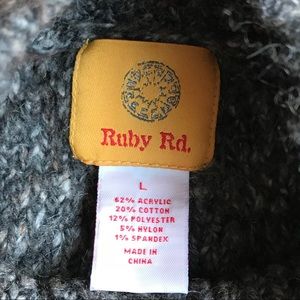 Ruby Rd.
L
62% ACRYLIC
20% COTTON
12% POLYESTER
5% NYLON
1% SPANDEX
MADE IN
CHINA